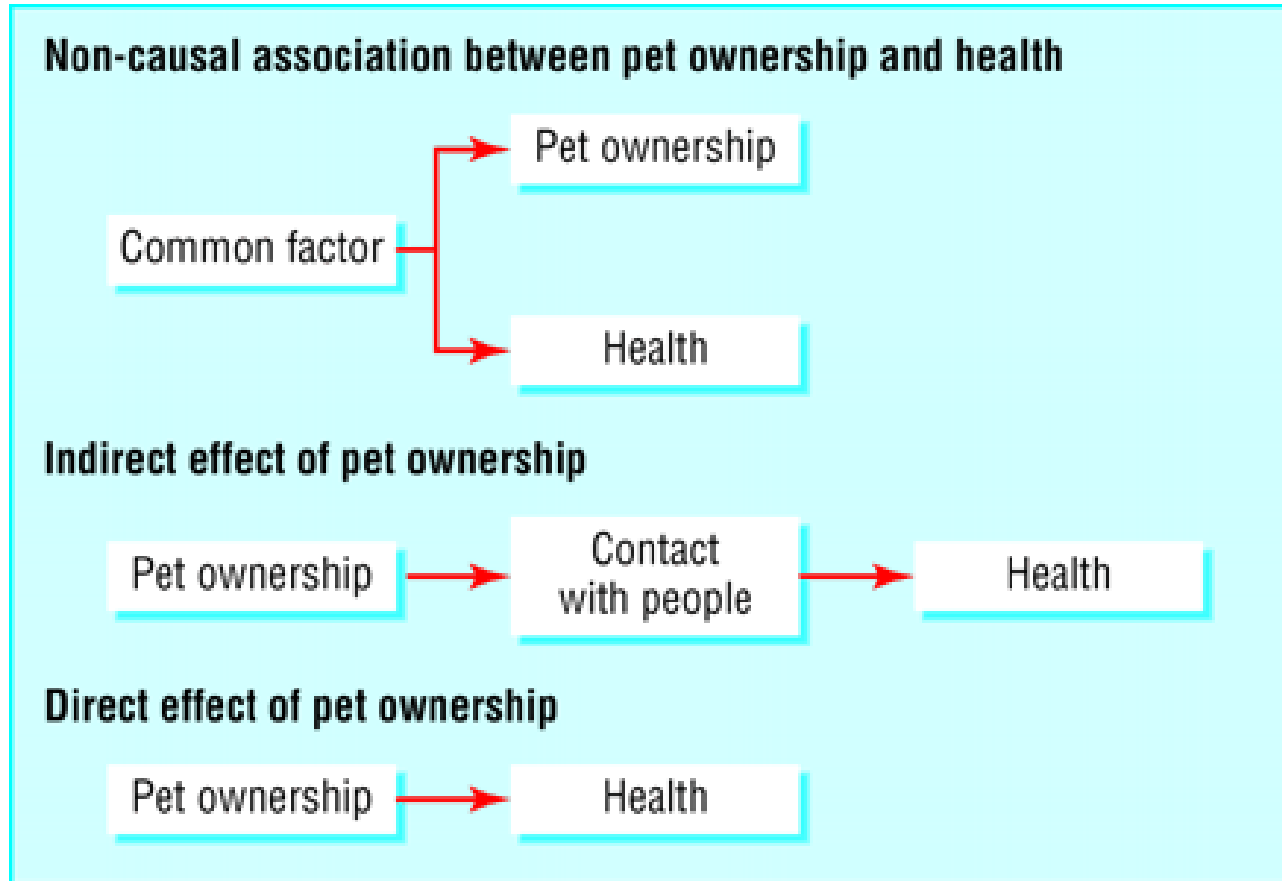 Non-causal association between pet ownership and health
Pet ownership
Common factor
Health
Indirect effect of pet ownership
Pet ownership
Contact
with people
Health
Direct effect of pet ownership
Pet ownership
Health